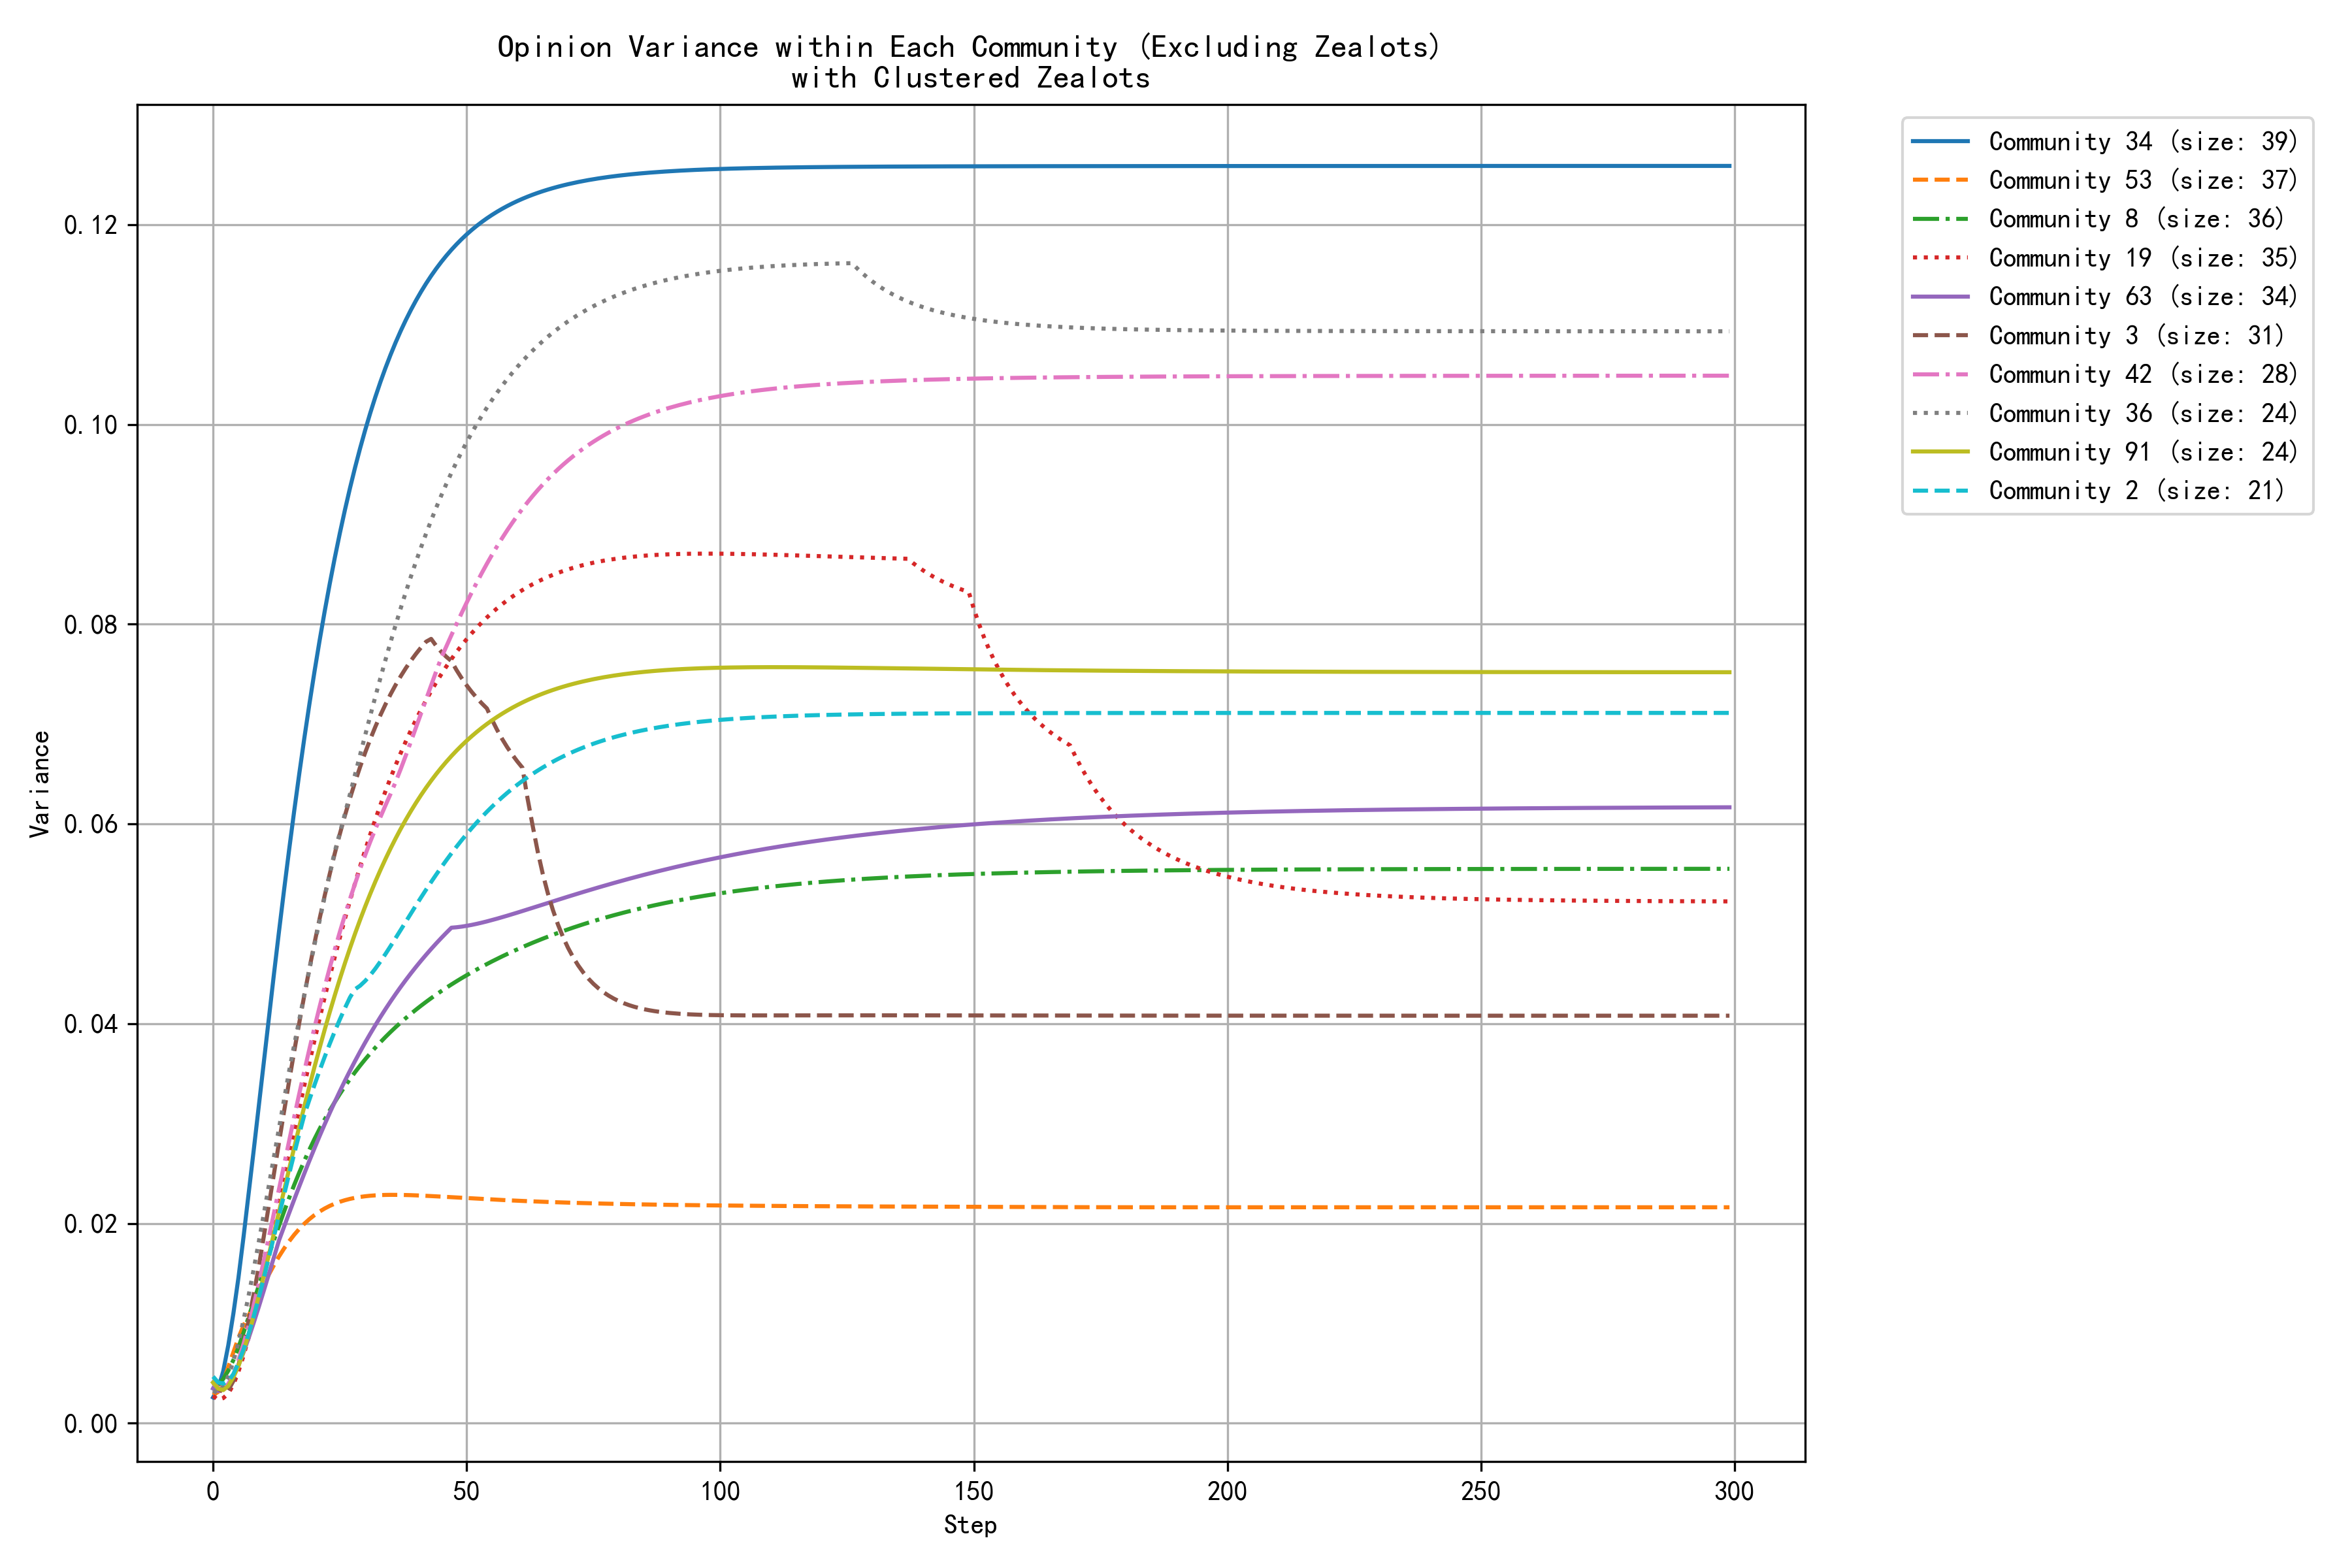 Opinion Variance within Each Community (Excluding Zealots)
with Clustered Zealots
Variance
0.12
0.10
0.08
0.06
0.04
0.02
0.00
0
50
100
150
200
250
300
Step
Community 34 (size: 39)
Community 53 (size: 37)
Community 8 (size: 36)
Community 19 (size: 35)
Community 63 (size: 34)
Community 3 (size: 31)
Community 42 (size: 28)
Community 36 (size: 24)
Community 91 (size: 24)
Community 2 (size: 21)